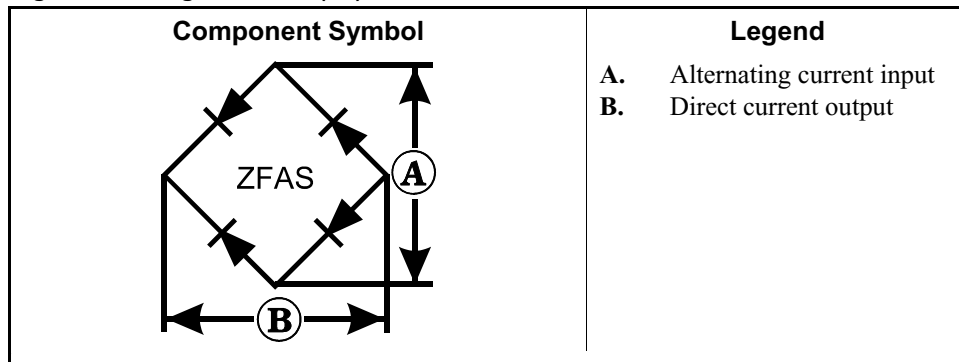 Component Symbol
Legend
A. Alternating current input
B. Direct current output
ZFAS
A
B